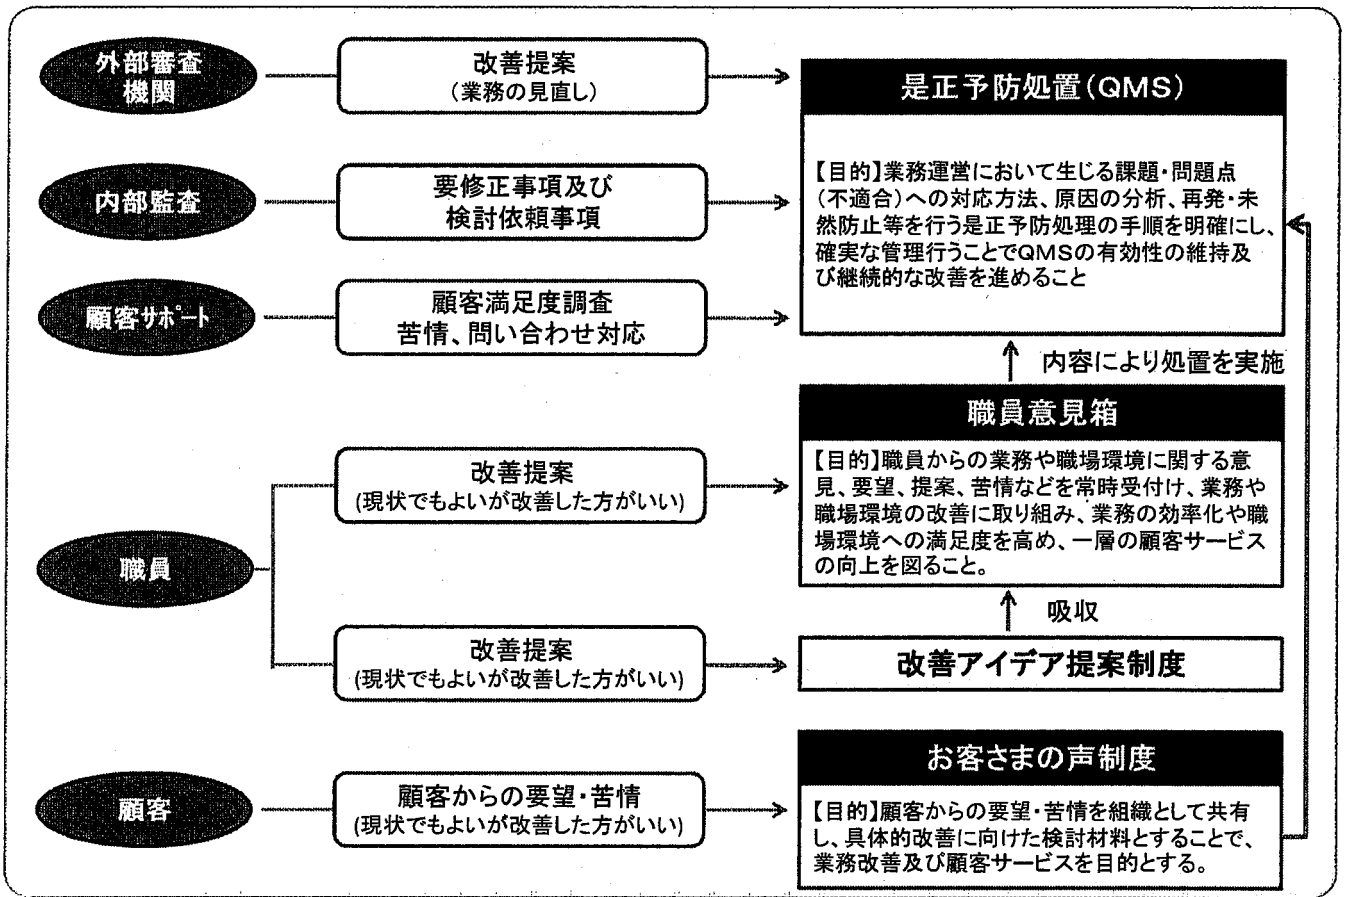 外部審査
機関
改善提案
(業務の見直し)
是正予防処置(QMS)
【目的】業務運営において生じる課題・問題点
(不適合)への対応方法、原因の分析、再発・未
然防止等を行う是正予防処理の手順を明確にし、
確実な管理行うことでQMSの有効性の維持及
び継続的な改善を進めること
内部監査
要修正事項及び
検討依頼事項
顧客サポート
顧客満足度調査
苦情、問い合わせ対応
内容により処置を実施
職員意見箱
【目的】職員からの業務や職場環境に関する意
見、要望、提案、苦情などを常時受付け、業務や
職場環境の改善に取り組み、業務の効率化や職
場環境への満足度を高め、一層の顧客サービス
の向上を図ること。
職員
改善提案
(現状でもよいが改善した方がいい)
吸収
改善提案
(現状でもよいが改善した方がいい)
改善アイデア提案制度
顧客
顧客からの要望・苦情
(現状でもよいが改善した方がいい)
お客さまの声制度
【目的】顧客からの要望・苦情を組織として共有
し、具体的改善に向けた検討材料とすることで、
業務改善及び顧客サービスを目的とする。